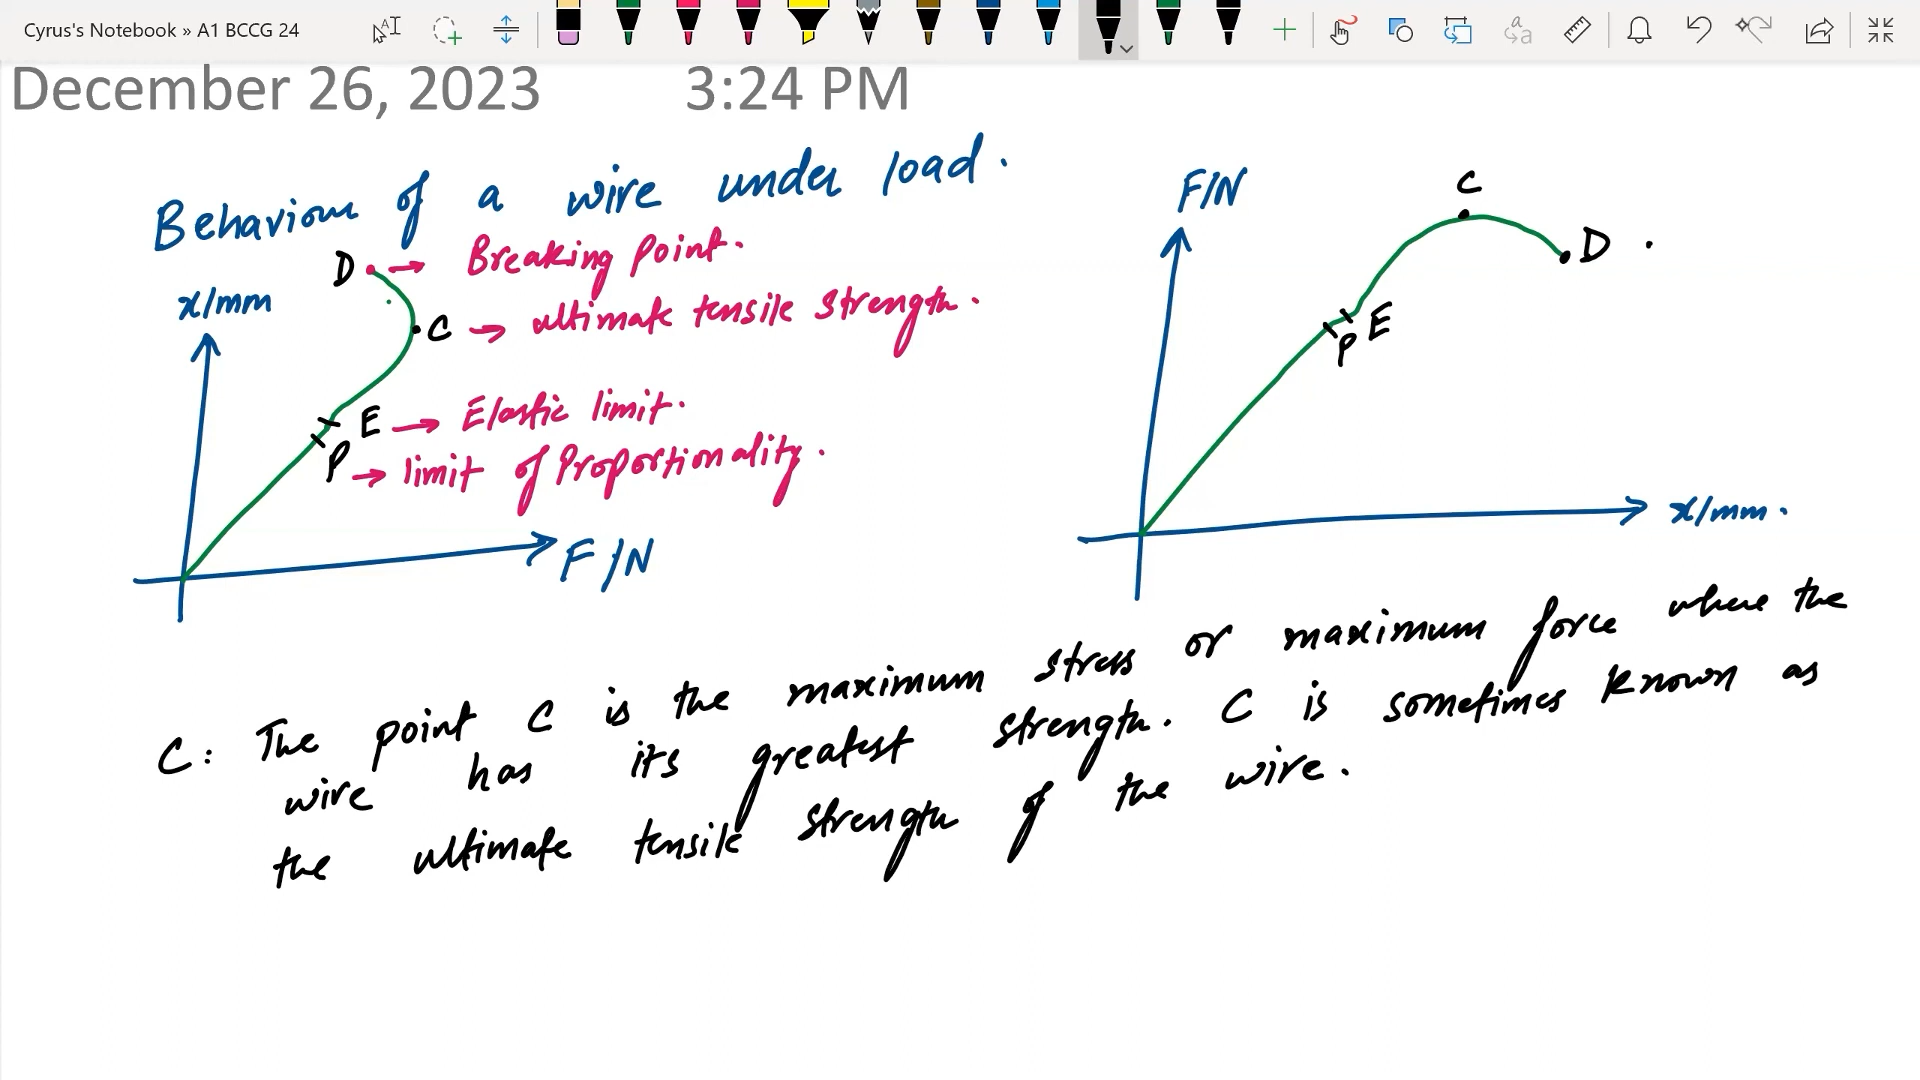 Cyrus's Notebook » A1 BCCG 24
December 26, 2023 3:24 PM
Behaviour of a wire under load.
D → Breaking point.
x/mm
C → ultimate tensile strength.
E → Elastic limit.
P → limit of Proportionality.
F/N
F/N
C
D .
E
P
x/mm.
C: The point C is the maximum stress or maximum force where the
wire has its greatest strength. C is sometimes known as
the ultimate tensile strength of the wire.